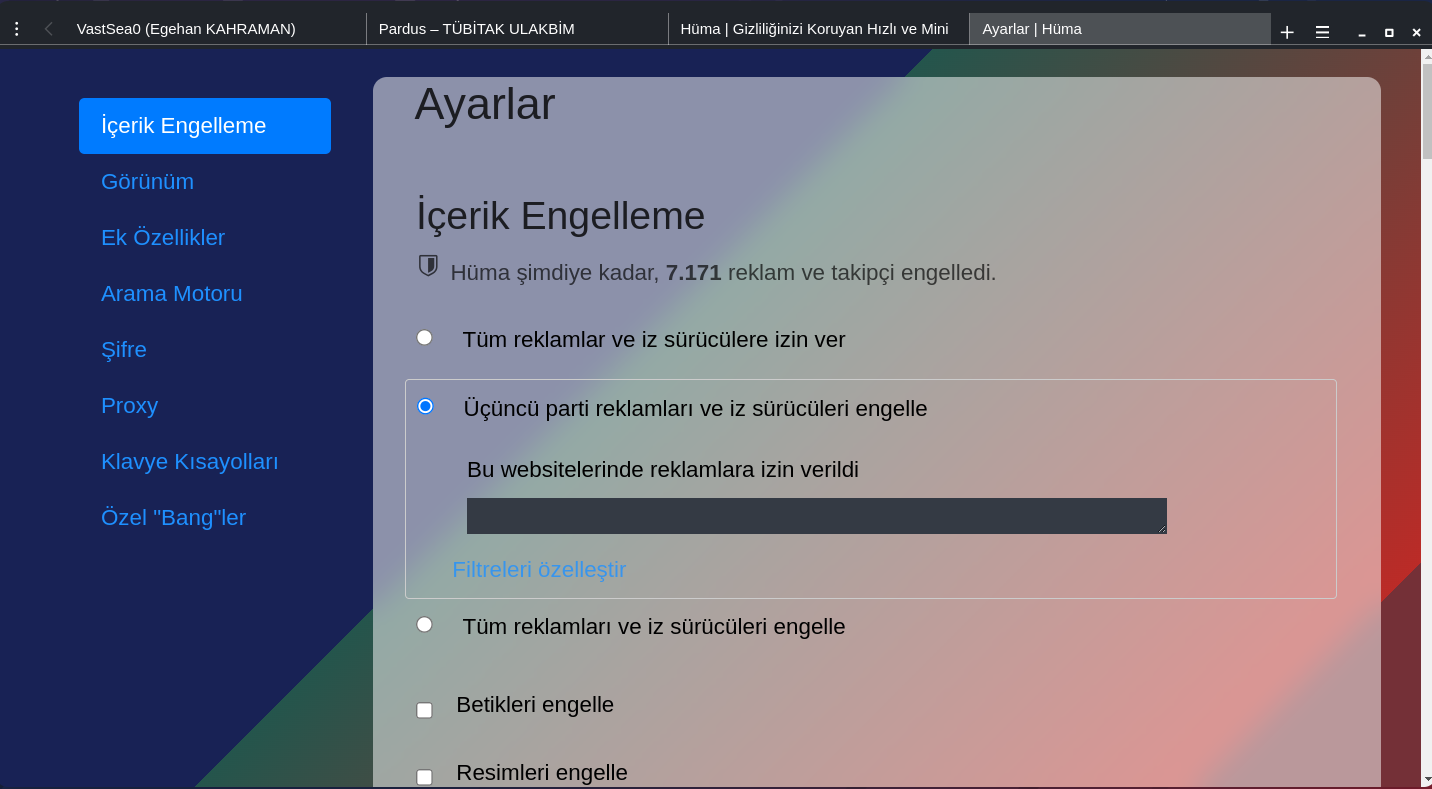 VastSea0 (Egehan KAHRAMAN)
Pardus – TÜBİTAK ULAKBİM
Hüma | Gizliliğinizi Koruyan Hızlı ve Mini
Ayarlar | Hüma
İçerik Engelleme
Görünüm
Ek Özellikler
Arama Motoru
Şifre
Proxy
Klavye Kısayolları
Özel "Bang"ler
Ayarlar
İçerik Engelleme
Hüma şimdiye kadar, 7.171 reklam ve takipçi engelledi.
Tüm reklamlar ve iz sürücülere izin ver
Üçüncü parti reklamları ve iz sürücüleri engelle
Bu websitelerinde reklamlara izin verildi
Filtreleri özelleştir
Tüm reklamları ve iz sürücüleri engelle
Betikleri engelle
Resimleri engelle